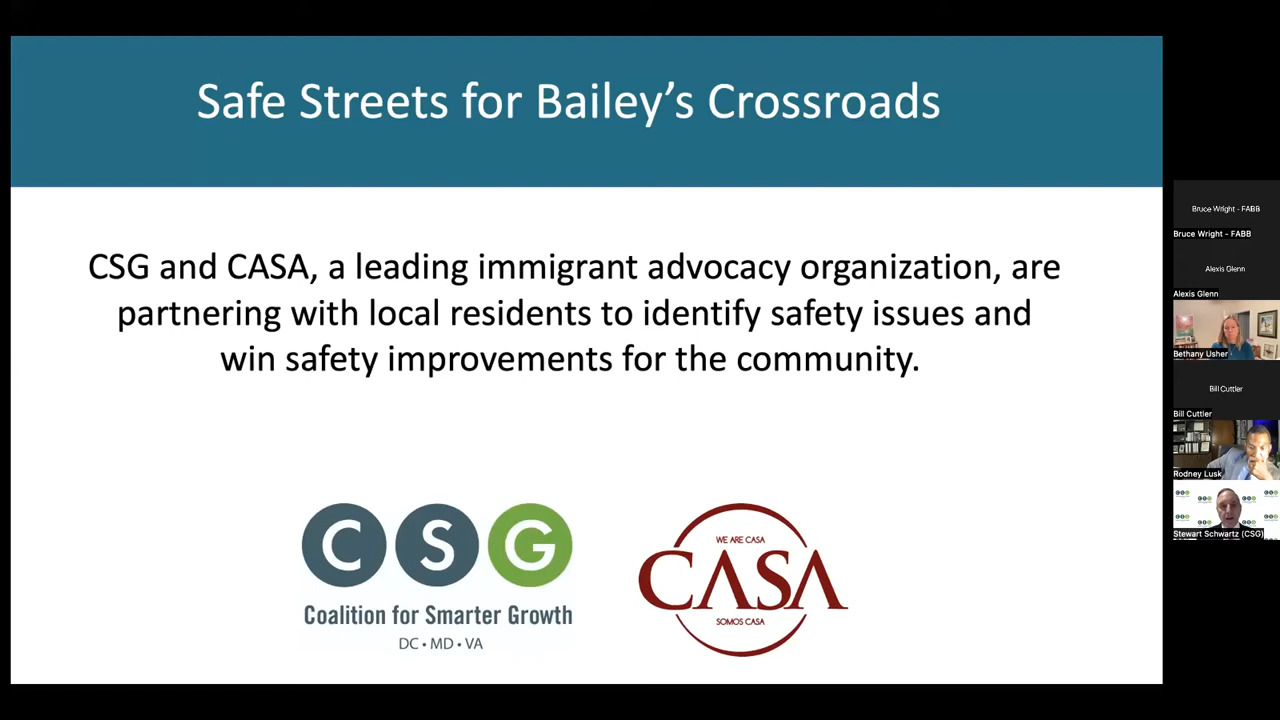 Safe Streets for Bailey's Crossroads
CSG and CASA, a leading immigrant advocacy organization, are
partnering with local residents to identify safety issues and
win safety improvements for the community.
CSG
Coalition for Smarter Growth
DC • MD • VA
WE ARE CASA
CASA
SOMOS CASA
Bruce Wright - FABB
Bruce Wright - FABB
Alexis Glenn
Alexis Glenn
Bethany Usher
Bill Cuttler
Bill Cuttler
Rodney Lusk
Stewart Schwartz (CSG)